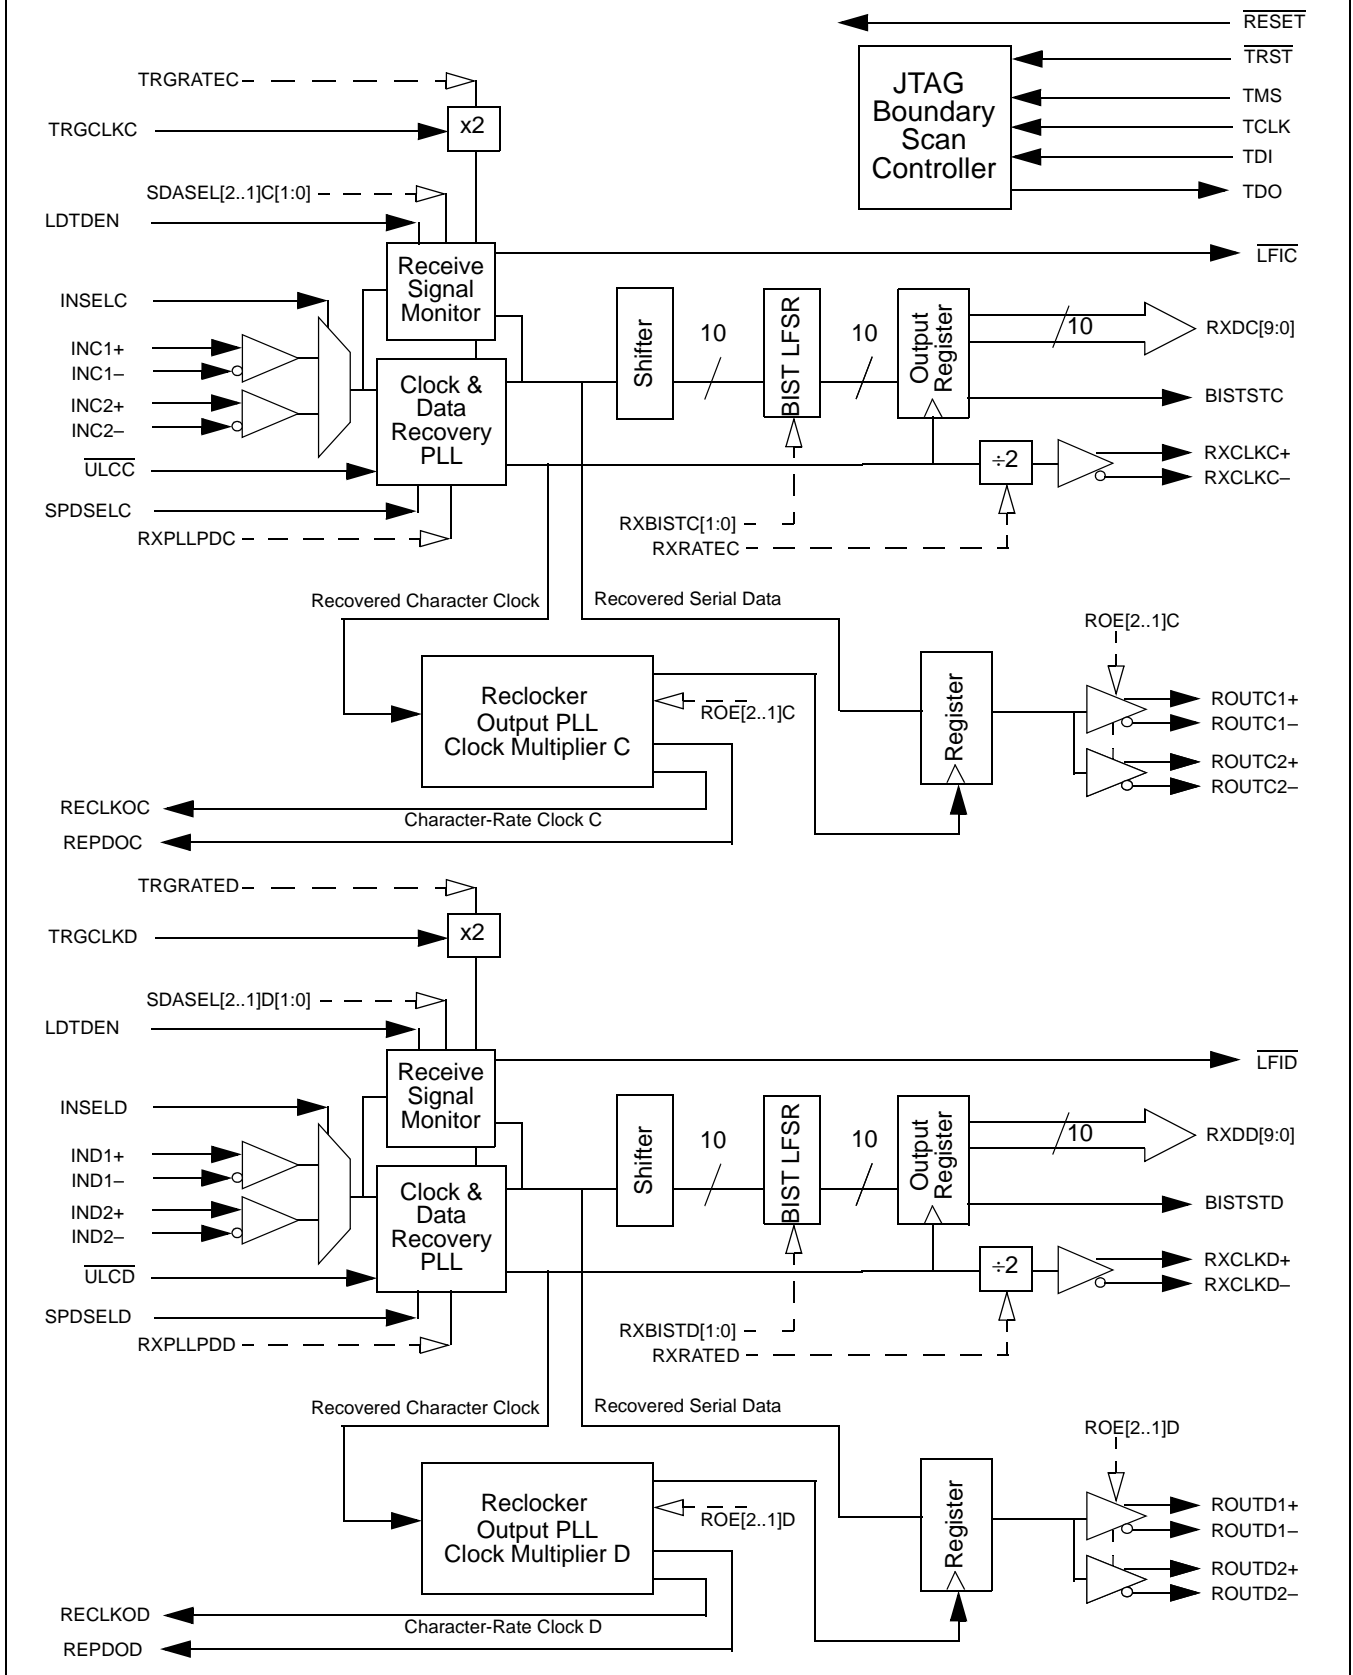 RESET
TRST
TRGRATEC
JTAG
Boundary
Scan
Controller
TMS
TRGCLKC
x2
TCLK
TDI
SDASEL[2..1]C[1:0]
TDO
LDTDEN
LFIC
Receive
Signal
Monitor
INSELC
Shifter
10
BIST LFSR
10
Output
Register
10
RXDC[9:0]
INC1+
INC1–
INC2+
INC2–
Clock &
Data
Recovery
PLL
BISTSTC
ULCC
÷2
RXCLKC+
RXCLKC–
SPDSELC
RXBISTC[1:0]
RXPLLPDC
RXRATEC
Recovered Character Clock
Recovered Serial Data
ROE[2..1]C
Reclocker
Output PLL
Clock Multiplier C
ROE[2..1]C
Register
ROUTC1+
ROUTC1–
ROUTC2+
ROUTC2–
RECLKOC
Character-Rate Clock C
REPDOC
TRGRATED
TRGCLKD
x2
SDASEL[2..1]D[1:0]
LDTDEN
LFID
Receive
Signal
Monitor
INSELD
Shifter
10
BIST LFSR
10
Output
Register
10
RXDD[9:0]
IND1+
IND1–
IND2+
IND2–
Clock &
Data
Recovery
PLL
BISTSTD
ULCD
÷2
RXCLKD+
RXCLKD–
SPDSELD
RXBISTD[1:0]
RXPLLPDD
RXRATED
Recovered Character Clock
Recovered Serial Data
ROE[2..1]D
Reclocker
Output PLL
Clock Multiplier D
ROE[2..1]D
Register
ROUTD1+
ROUTD1–
ROUTD2+
ROUTD2–
RECLKOD
Character-Rate Clock D
REPDOD